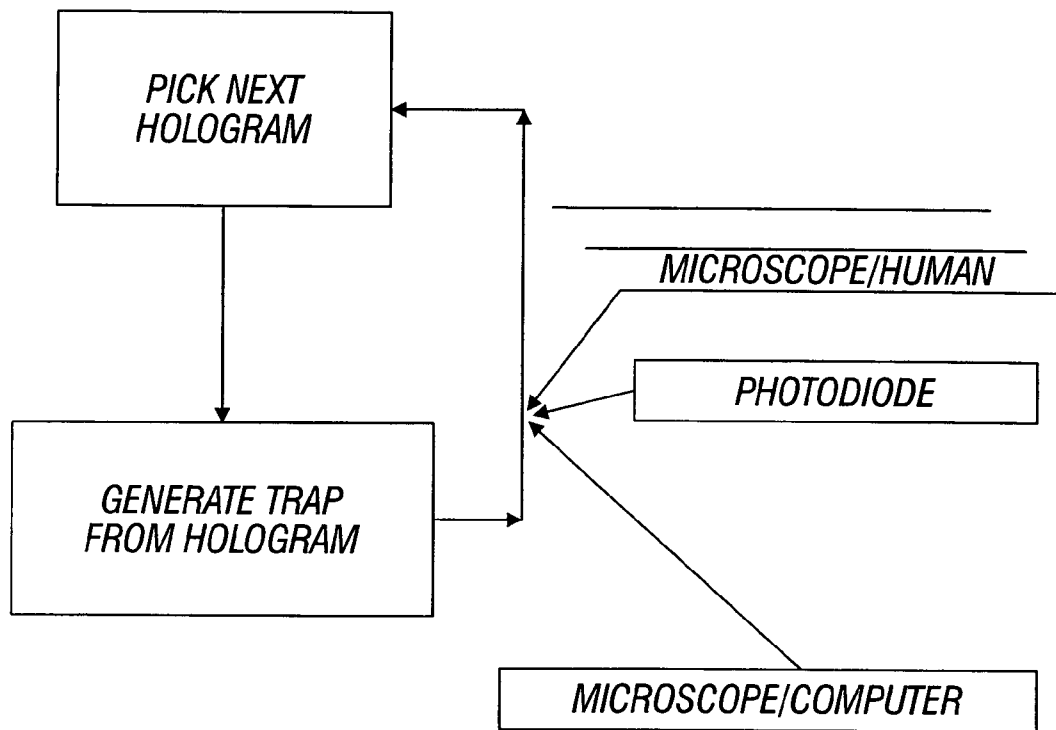 PICK NEXT
HOLOGRAM
MICROSCOPE/HUMAN
PHOTODIODE
GENERATE TRAP
FROM HOLOGRAM
MICROSCOPE/COMPUTER